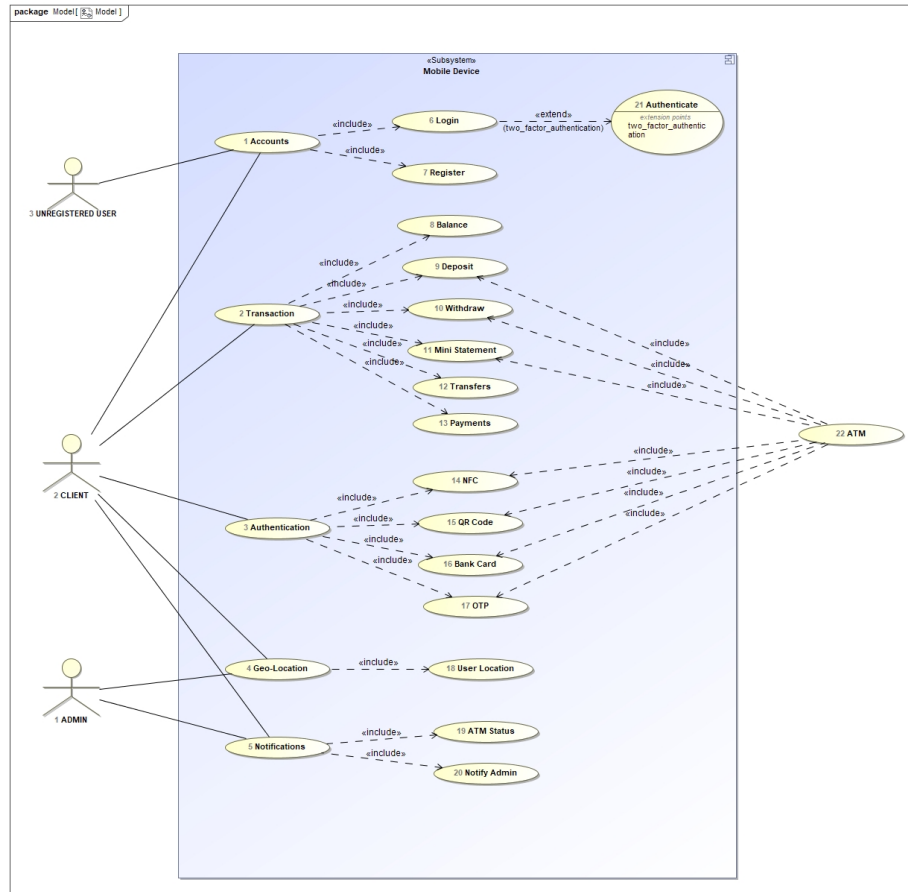 package Model [ Model ]
«Subsystem»
Mobile Device
21 Authenticate
extension points
two_factor_authentic
ation
6 Login
«extend»
(two_factor_authentication)
«include»
1 Accounts
«include»
7 Register
3 UNREGISTERED USER
8 Balance
«include»
9 Deposit
«include»
2 Transaction
«include»
10 Withdraw
«include»
11 Mini Statement
«include»
«include»
12 Transfers
«include»
13 Payments
«include»
«include»
«include»
22 ATM
2 CLIENT
14 NFC
«include»
«include»
3 Authentication
«include»
15 QR Code
«include»
«include»
16 Bank Card
«include»
«include»
17 OTP
«include»
4 Geo-Location
«include»
18 User Location
1 ADMIN
5 Notifications
«include»
19 ATM Status
«include»
20 Notify Admin